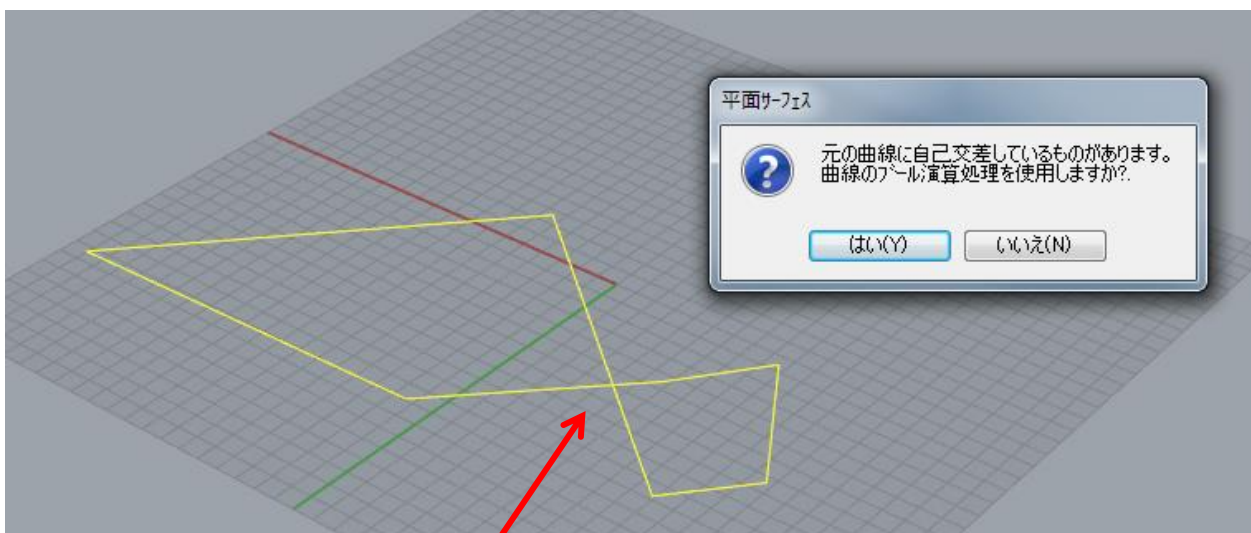 平面サーフェス
元の曲線に自己交差しているものがあります。
曲線のブール演算処理を使用しますか?.
はい(Y)
いいえ(N)